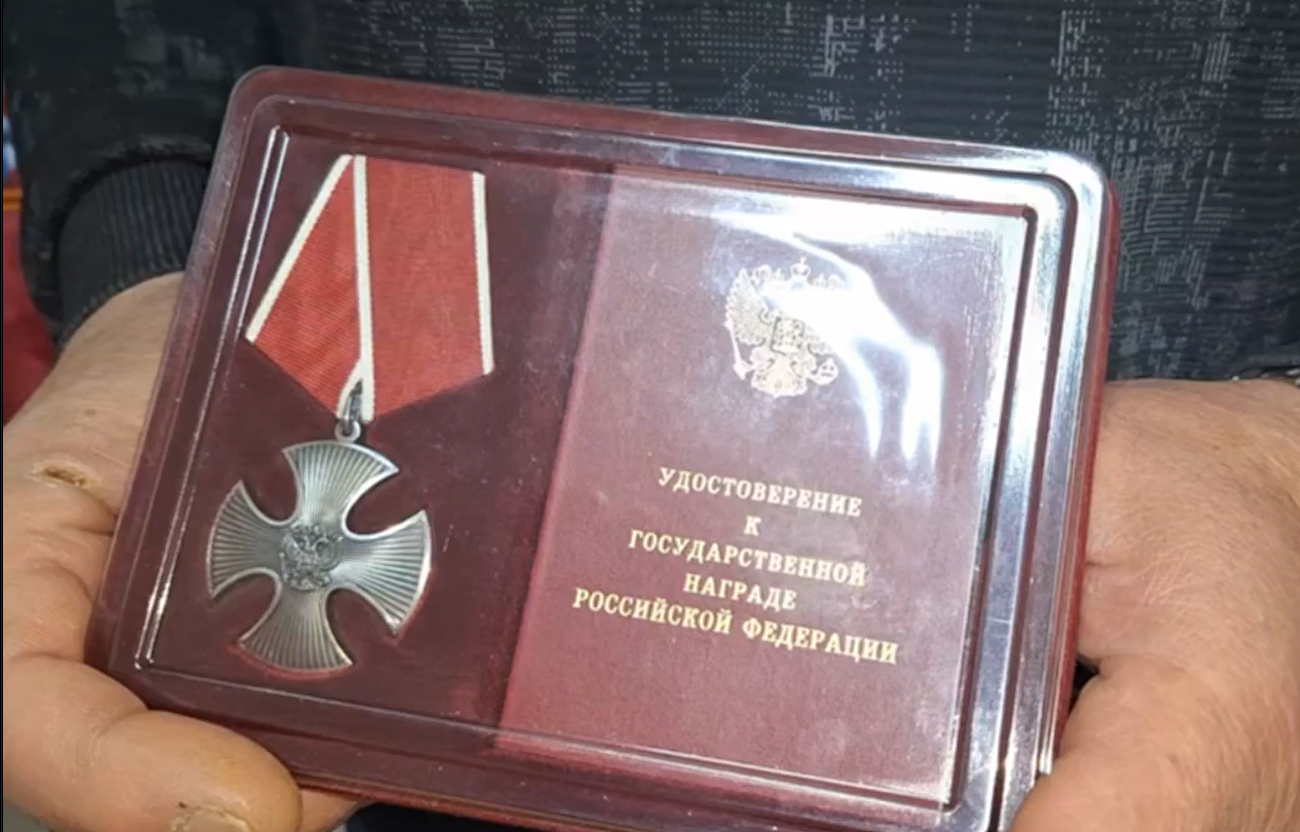 УДОСТОВЕРЕНИЕ
К
ГОСУДАРСТВЕННОЙ
НАГРАДЕ
РОССИЙСКОЙ ФЕДЕРАЦИИ